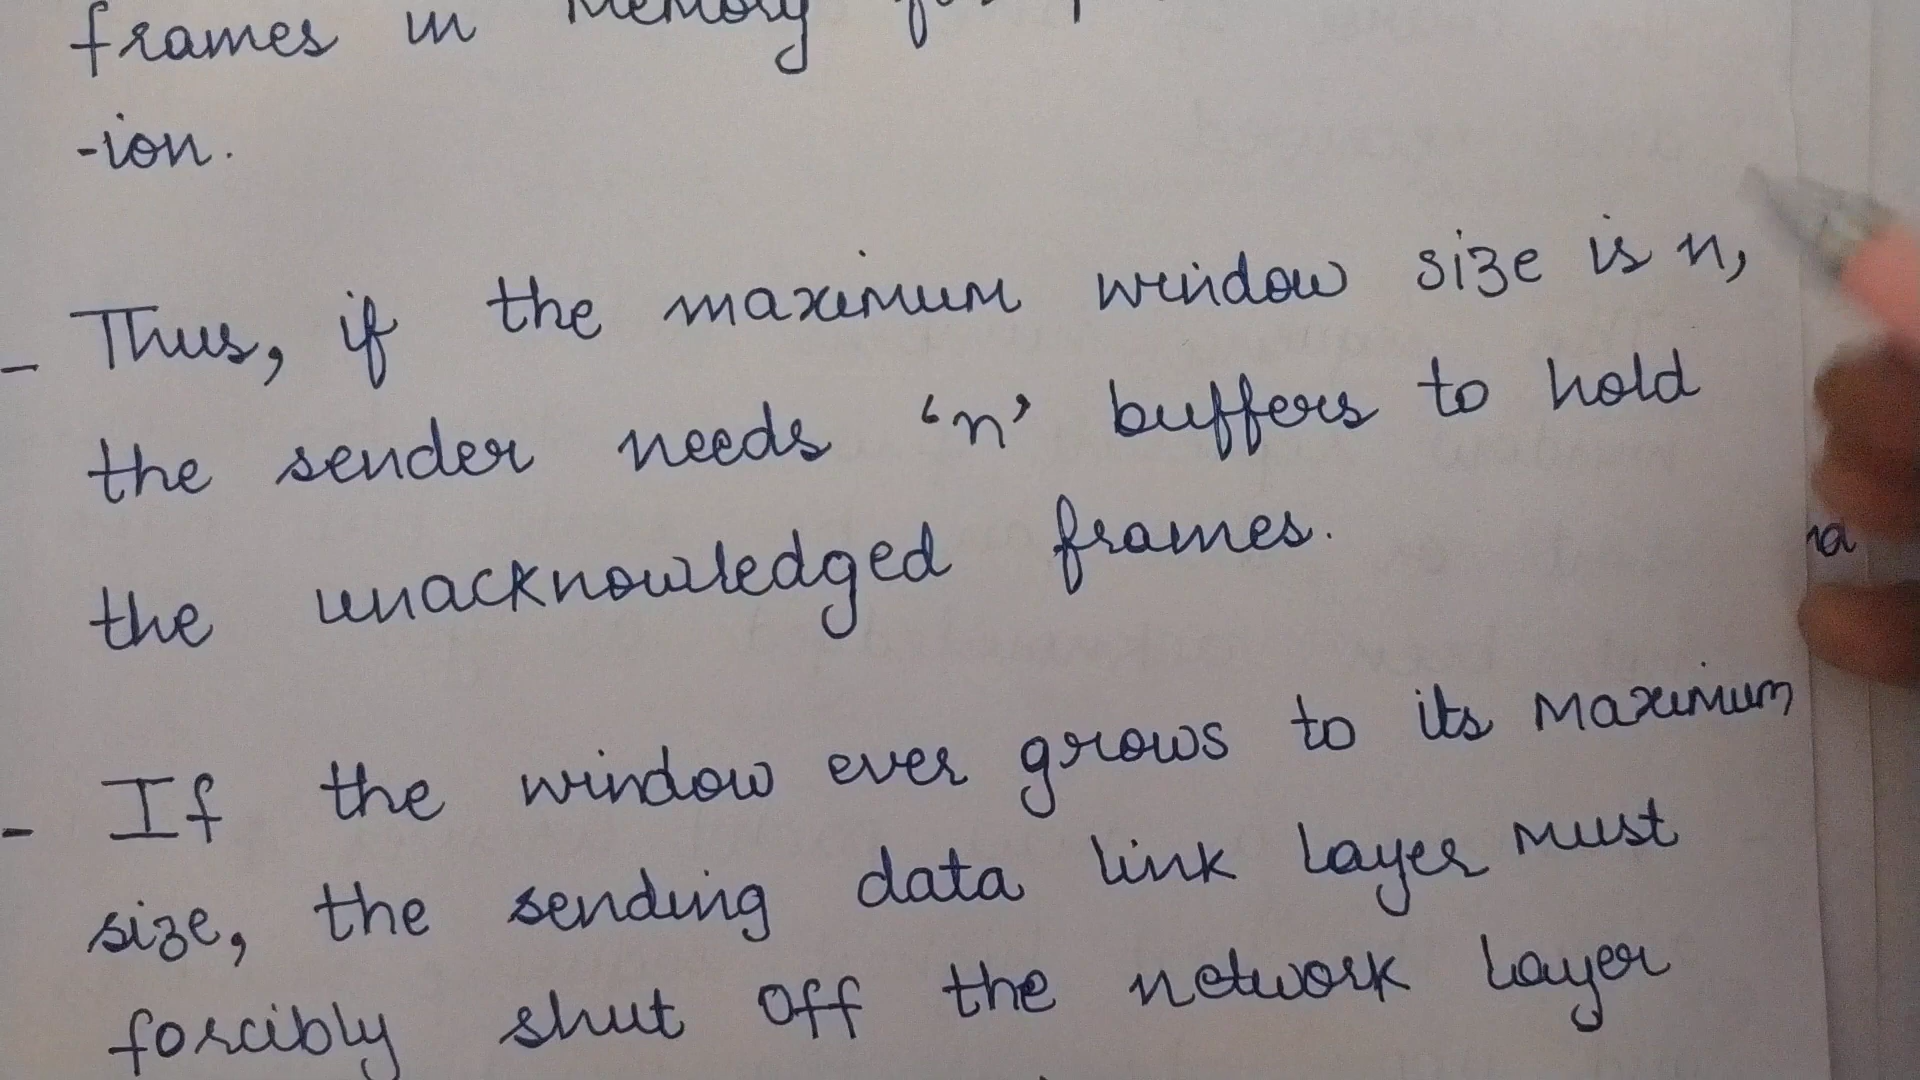 frames in Memory
-ion.
- Thus, if the maximum window size is n,
the sender needs 'n' buffers to hold
the unacknowledged frames.
- If the window ever grows to its Maximum
size, the sending data link layer must
forcibly shut off the network layer